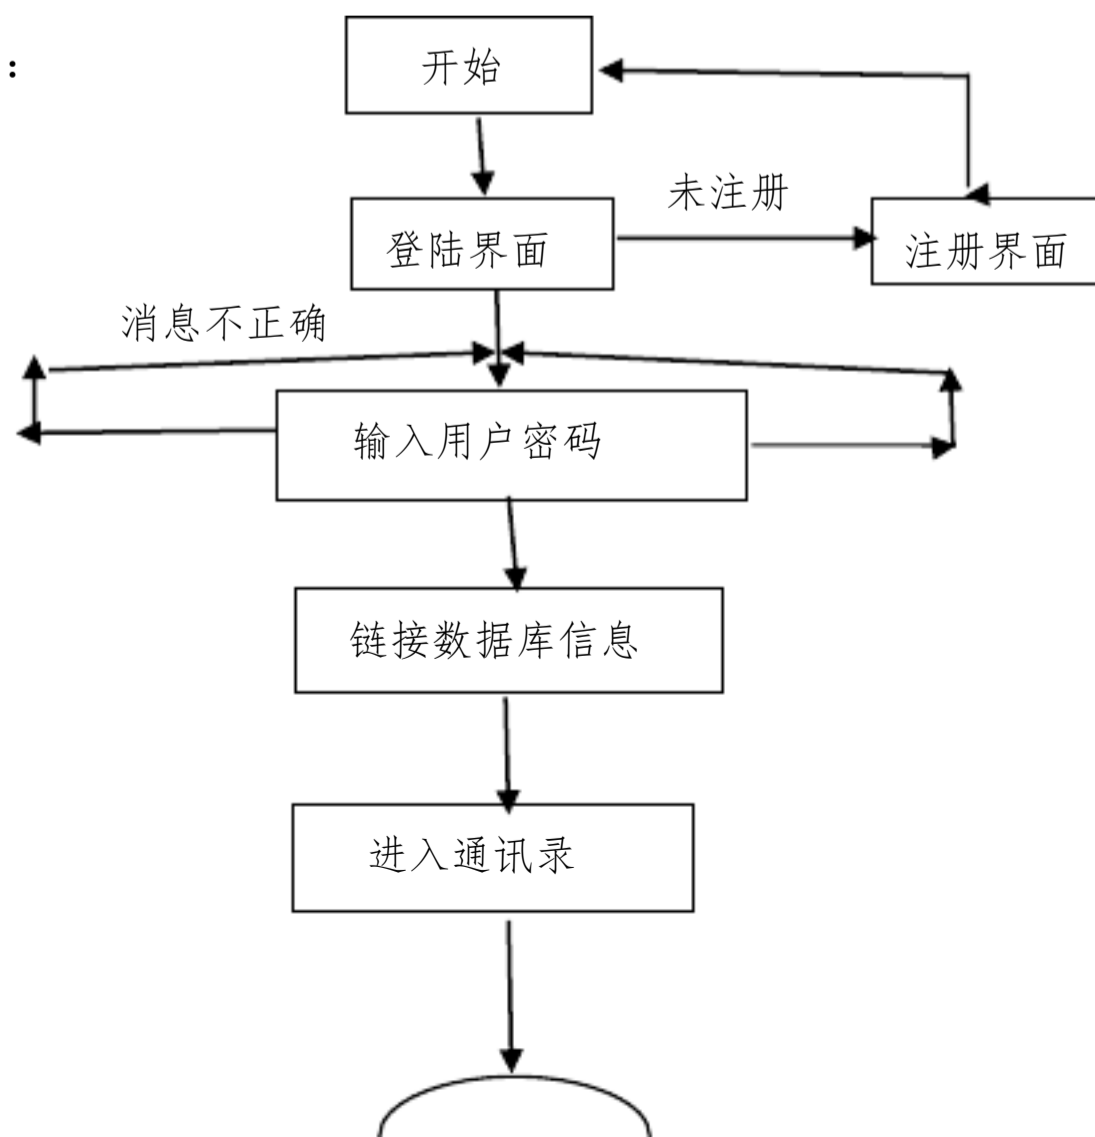 :
开始
未注册
登陆界面
注册界面
消息不正确
输入用户密码
链接数据库信息
进入通讯录